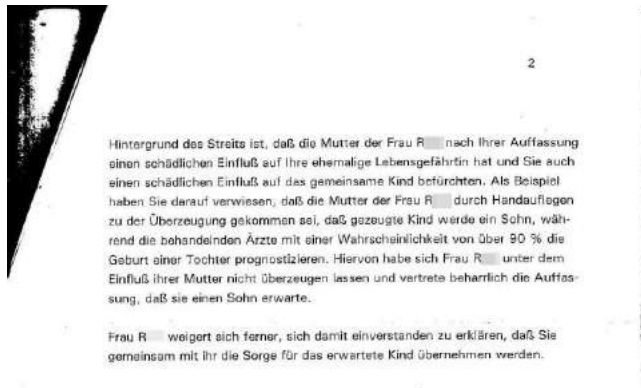 2
Hintergrund des Streits ist, daß die Mutter der Frau R nach Ihrer Auffassung
einen schädlichen Einfluß auf Ihre ehemalige Lebensgefährtin hat und Sie auch
einen schädlichen Einfluß auf das gemeinsame Kind befürchten. Als Beispiel
haben Sie darauf verwiesen, daß die Mutter der Frau R durch Handauflegen
zu der Überzeugung gekommen sei, daß gezeugte Kind werde ein Sohn, wäh-
rend die behandelnden Ärzte mit einer Wahrscheinlichkeit von über 90 % die
Geburt einer Tochter prognostizieren. Hiervon habe sich Frau R unter dem
Einfluß ihrer Mutter nicht überzeugen lassen und vertrete beharrlich die Auffas-
sung, daß sie einen Sohn erwarte.
Frau R weigert sich ferner, sich damit einverstanden zu erklären, daß Sie
gemeinsam mit ihr die Sorge für das erwartete Kind übernehmen werden.